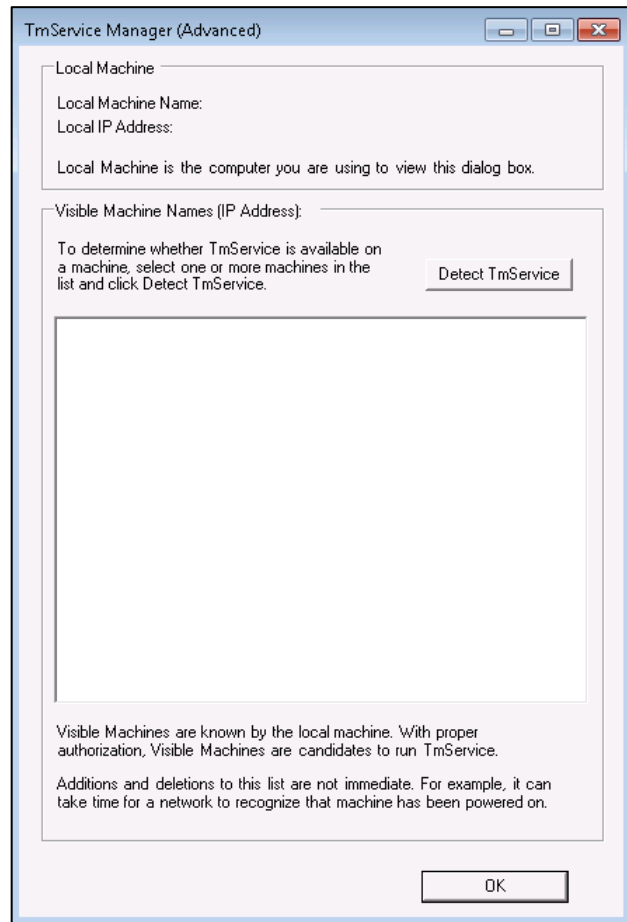 TmService Manager (Advanced)
Local Machine
Local Machine Name:
Local IP Address:
Local Machine is the computer you are using to view this dialog box.
Visible Machine Names (IP Address):
To determine whether TmService is available on
a machine, select one or more machines in the
list and click Detect TmService.
Detect TmService
Visible Machines are known by the local machine. With proper
authorization, Visible Machines are candidates to run TmService.
Additions and deletions to this list are not immediate. For example, it can
take time for a network to recognize that machine has been powered on.
OK